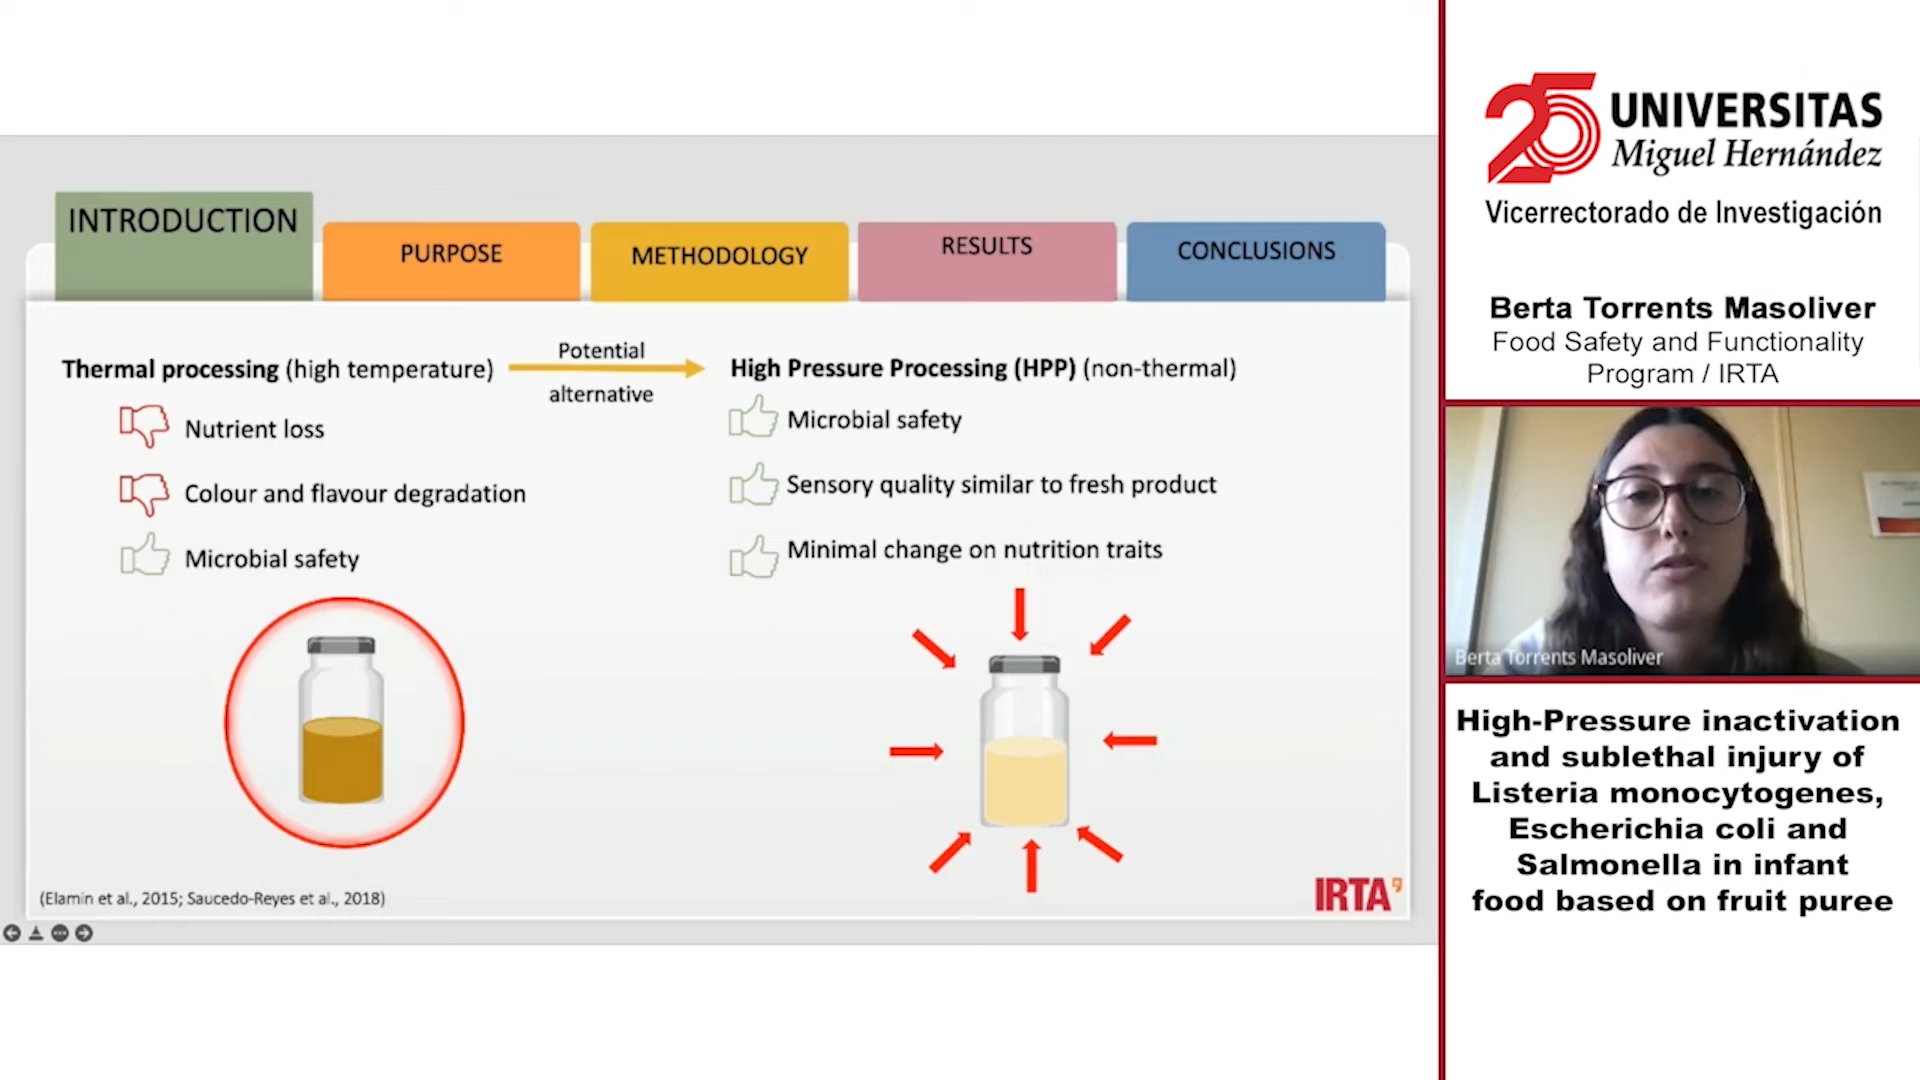 INTRODUCTION
PURPOSE
METHODOLOGY
RESULTS
CONCLUSIONS
Thermal processing (high temperature)
Potential
alternative
High Pressure Processing (HPP) (non-thermal)
Nutrient loss
Colour and flavour degradation
Microbial safety
Microbial safety
Sensory quality similar to fresh product
Minimal change on nutrition traits
(Elamin et al., 2015; Saucedo-Reyes et al., 2018)
IRTA
25 UNIVERSITAS
Miguel Hernández
Vicerrectorado de Investigación
Berta Torrents Masoliver
Food Safety and Functionality
Program / IRTA
Berta Torrents Masoliver
High-Pressure inactivation
and sublethal injury of
Listeria monocytogenes,
Escherichia coli and
Salmonella in infant
food based on fruit puree